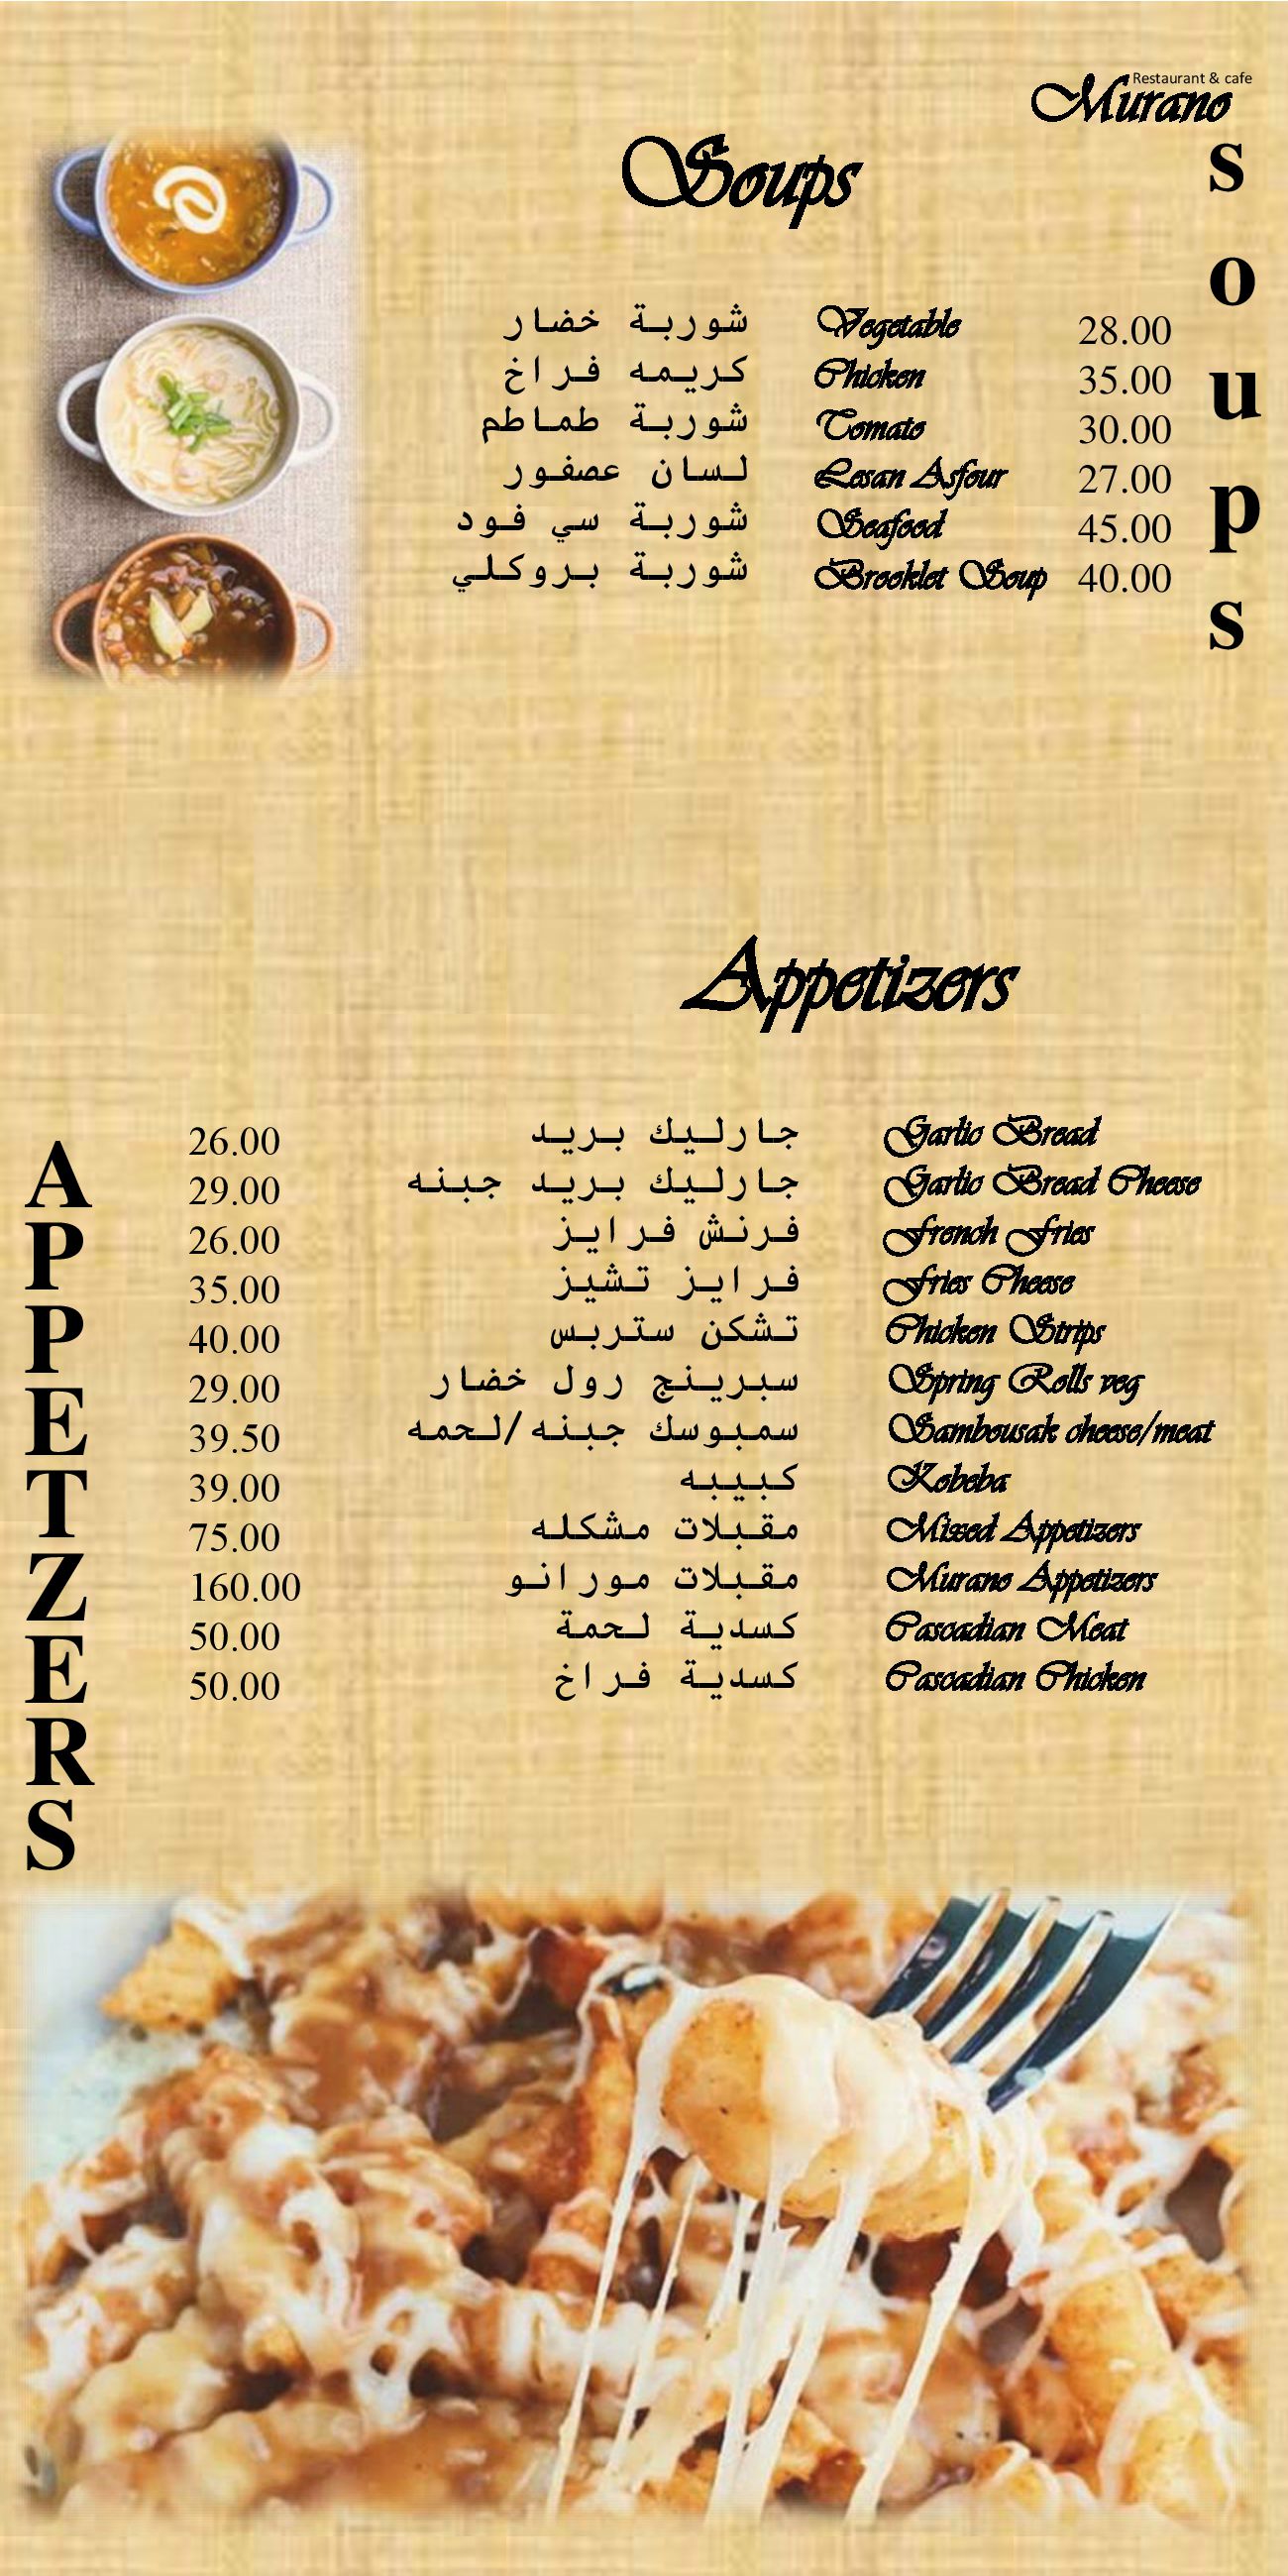 Restaurant & cafe
Murano
Soups
s
o
u
p
s
شوربة خضار Vegetable 28.00
كريمه فراخ Chicken 35.00
شوربة طماطم Tomato 30.00
لسان عصفور Lesan Asfour 27.00
شوربة سي فود Seafood 45.00
شوربة بروكلي Brooklet Soup 40.00
Appetizers
A
P
P
E
T
Z
E
R
S
26.00 جارليك بريد Garlic Bread
29.00 جارليك بريد جبنه Garlic Bread Cheese
26.00 فرنش فرايز French Fries
35.00 فرايز تشيز Fries Cheese
40.00 تشكن ستربس Chicken Strips
29.00 سبرينج رول خضار Spring Rolls veg
39.50 سمبوسك جبنه/لحمه Sambousak cheese/meat
39.00 كبيبه Kobeba
75.00 مقبلات مشكله Mixed Appetizers
160.00 مقبلات مورانو Murano Appetizers
50.00 كسدية لحمة Cascadian Meat
50.00 كسدية فراخ Cascadian Chicken